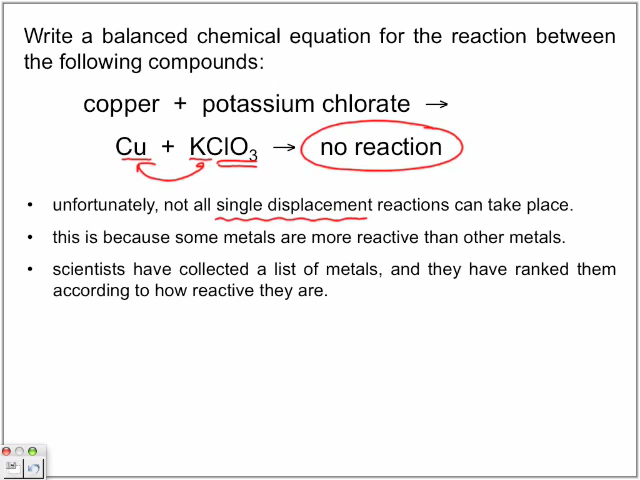 Write a balanced chemical equation for the reaction between
the following compounds:
copper + potassium chlorate →
Cu + KClO₃ → no reaction
• unfortunately, not all single displacement reactions can take place.
• this is because some metals are more reactive than other metals.
• scientists have collected a list of metals, and they have ranked them
according to how reactive they are.